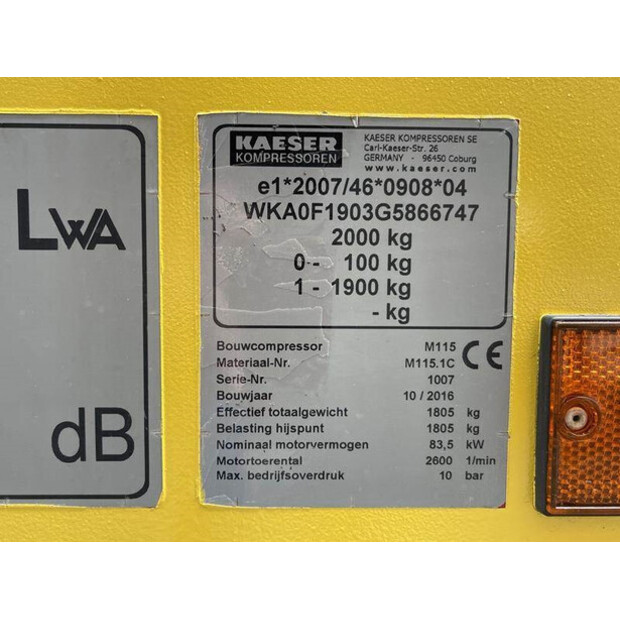 LWA
dB
KAESER
KOMPRESSOREN
KAESER KOMPRESSOREN SE
Carl-Kaeser-Str. 26
GERMANY - 96450 Coburg
www.kaeser.com
e1*2007/46*0908*04
WKA0F1903G5866747
2000 kg
0 - 100 kg
1 - 1900 kg
- kg
Bouwcompressor M115
Materiaal-Nr. M115.1C
CE
Serie-Nr. 1007
Bouwjaar 10 / 2016
Effectief totaalgewicht 1805 kg
Belasting hijspunt 1805 kg
Nominaal motorvermogen 83,5 kW
Motortoerental 2600 1/min
Max. bedrijfsoverdruk 10 bar